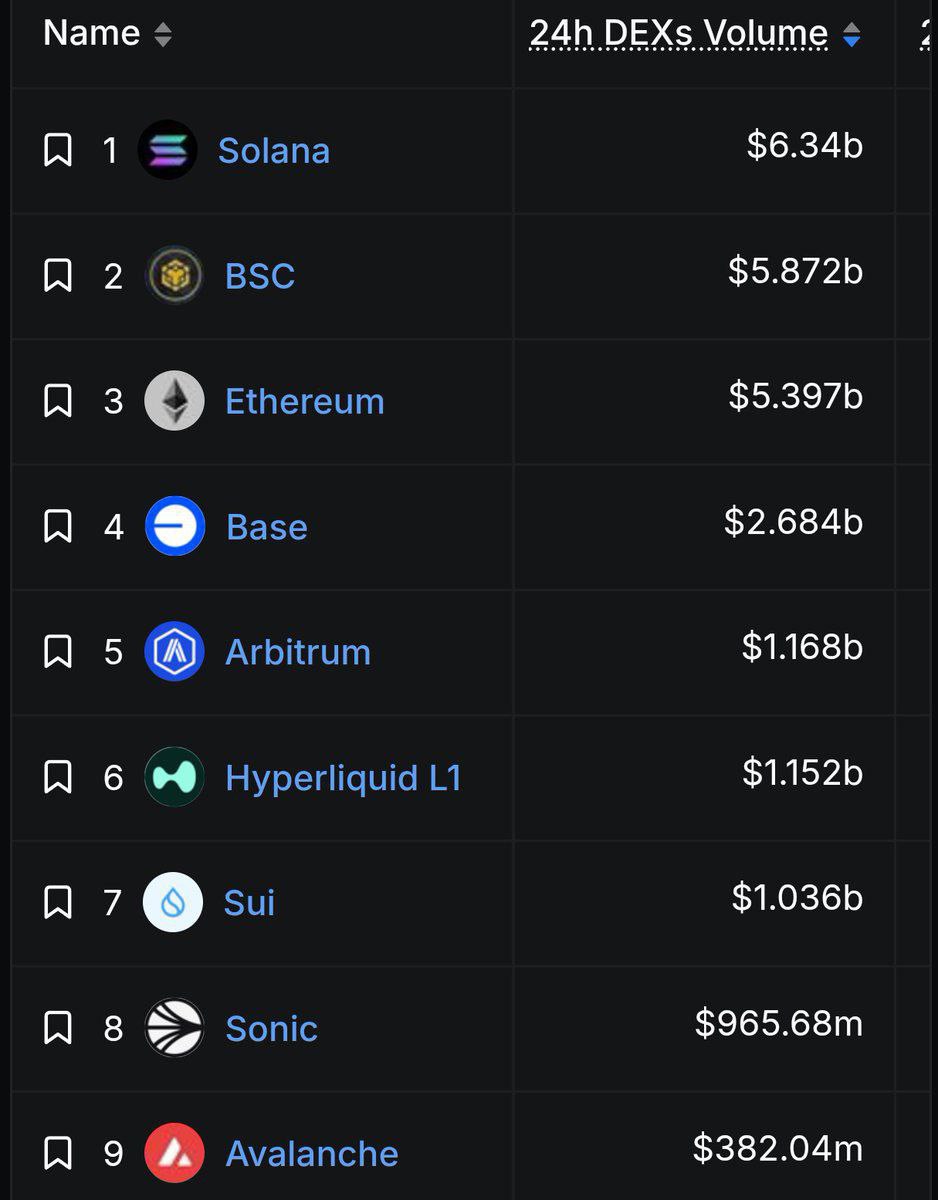 Name 24h DEXs Volume 2
1 Solana $6.34b
2 BSC $5.872b
3 Ethereum $5.397b
4 Base $2.684b
5 Arbitrum $1.168b
6 Hyperliquid L1 $1.152b
7 Sui $1.036b
8 Sonic $965.68m
9 Avalanche $382.04m